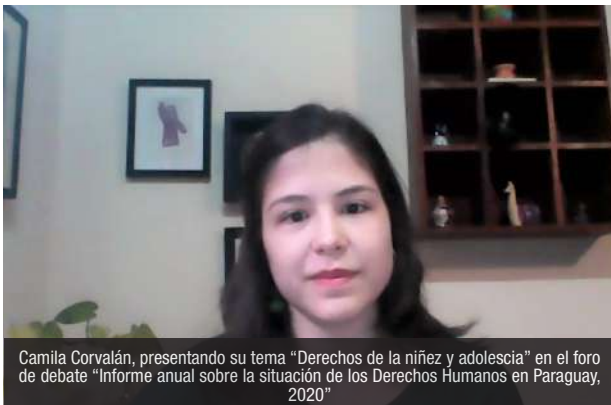 Camila Corvalán, presentando su tema “Derechos de la niñez y adolescia” en el foro
de debate “Informe anual sobre la situación de los Derechos Humanos en Paraguay,
2020”